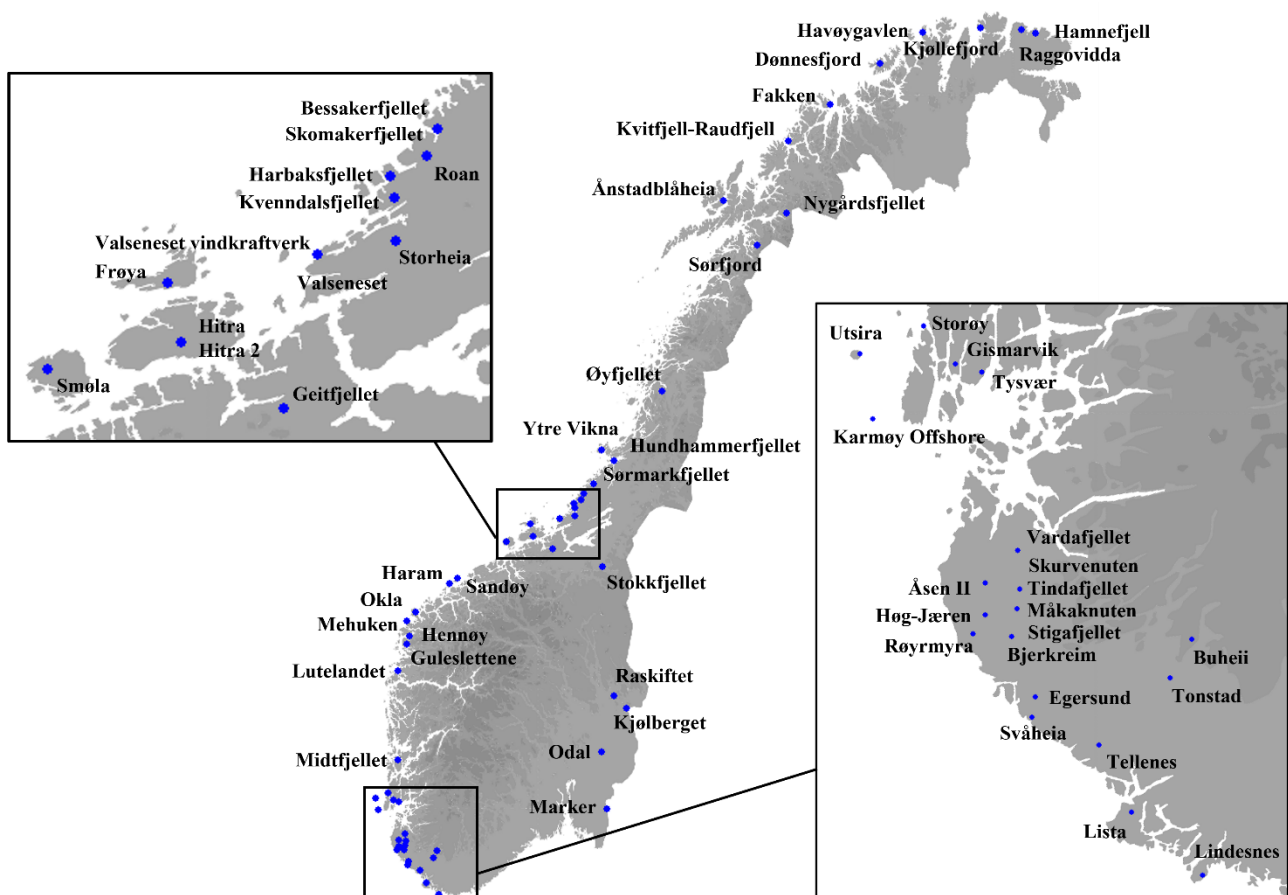 Havøygavlen
Hamnefjell
Kjøllefjord
Raggovidda
Dønnesfjord
Fakken
Kvitfjell-Raudfjell
Ånstadblåheia
Nygårdsfjellet
Sørfjord
Øyfjellet
Ytre Vikna
Hundhammerfjellet
Sørmarkfjellet
Stokkfjellet
Haram
Sandøy
Okla
Mehuken
Hennøy
Guleslettene
Lutelandet
Raskiftet
Kjølberget
Odal
Midtfjellet
Marker
Bessakerfjellet
Skomakerfjellet
Roan
Harbaksfjellet
Kvenndalsfjellet
Valseneset vindkraftverk
Storheia
Frøya
Valseneset
Hitra
Hitra 2
Smøla
Geitfjellet
Utsira
Storøy
Gismarvik
Tysvær
Karmøy Offshore
Vardafjellet
Skurvenuten
Åsen II
Tindafjellet
Høg-Jæren
Måkaknuten
Røyrmyra
Stigafjellet
Bjerkreim
Buheii
Tonstad
Egersund
Svåheia
Tellenes
Lista
Lindesnes